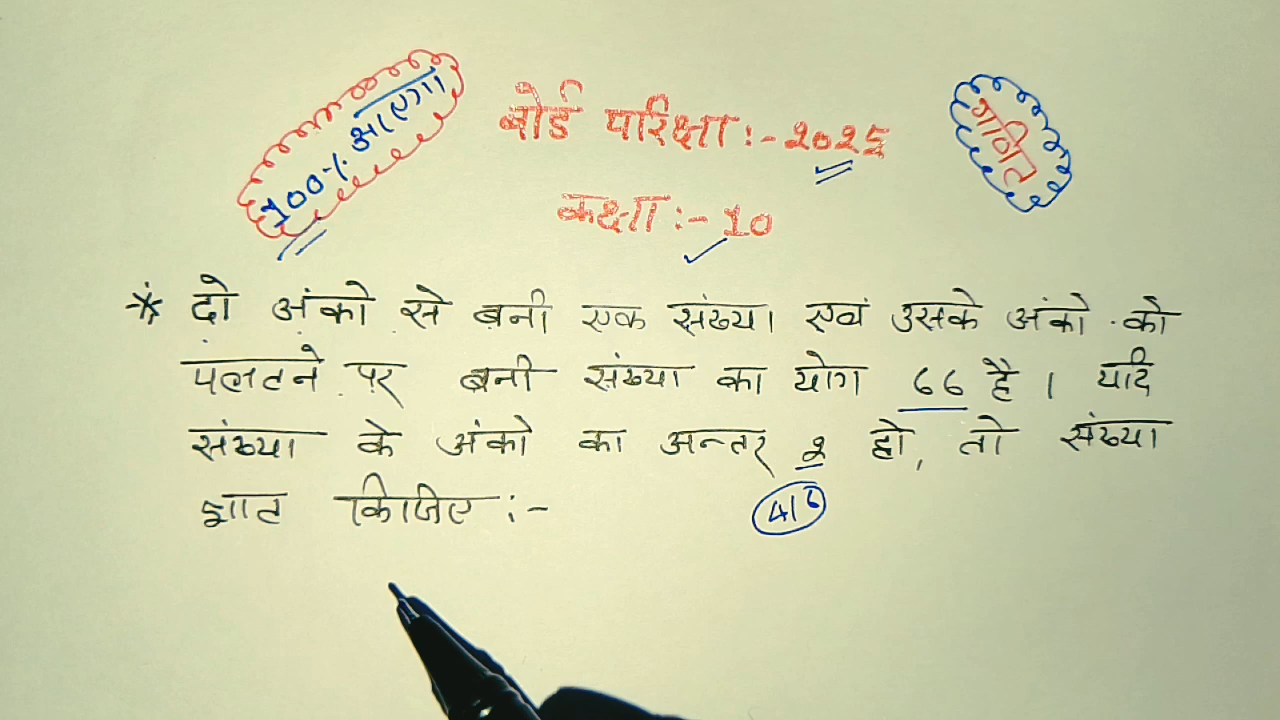 100% आएगा
बोर्ड परिक्षा :- 2025
गणित
कक्षा :- 10
* दो अंको से बनी एक संख्या एवं उसके अंको को
पलटने पर बनी संख्या का योग 66 है। यदि
संख्या के अंको का अन्तर 2 हो, तो संख्या
ज्ञात किजिए :-